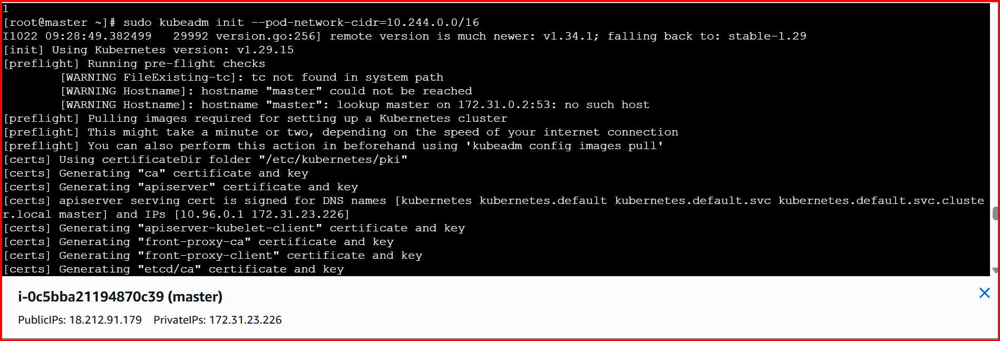 1
[root@master ~]# sudo kubeadm init --pod-network-cidr=10.244.0.0/16
I1022 09:28:49.382499   29992 version.go:256] remote version is much newer: v1.34.1; falling back to: stable-1.29
[init] Using Kubernetes version: v1.29.15
[preflight] Running pre-flight checks
        [WARNING FileExisting-tc]: tc not found in system path
        [WARNING Hostname]: hostname "master" could not be reached
        [WARNING Hostname]: hostname "master": lookup master on 172.31.0.2:53: no such host
[preflight] Pulling images required for setting up a Kubernetes cluster
[preflight] This might take a minute or two, depending on the speed of your internet connection
[preflight] You can also perform this action in beforehand using 'kubeadm config images pull'
[certs] Using certificateDir folder "/etc/kubernetes/pki"
[certs] Generating "ca" certificate and key
[certs] Generating "apiserver" certificate and key
[certs] apiserver serving cert is signed for DNS names [kubernetes kubernetes.default kubernetes.default.svc kubernetes.default.svc.cluste
r.local master] and IPs [10.96.0.1 172.31.23.226]
[certs] Generating "apiserver-kubelet-client" certificate and key
[certs] Generating "front-proxy-ca" certificate and key
[certs] Generating "front-proxy-client" certificate and key
[certs] Generating "etcd/ca" certificate and key
i-0c5bba21194870c39 (master)
PublicIPs: 18.212.91.179    PrivateIPs: 172.31.23.226